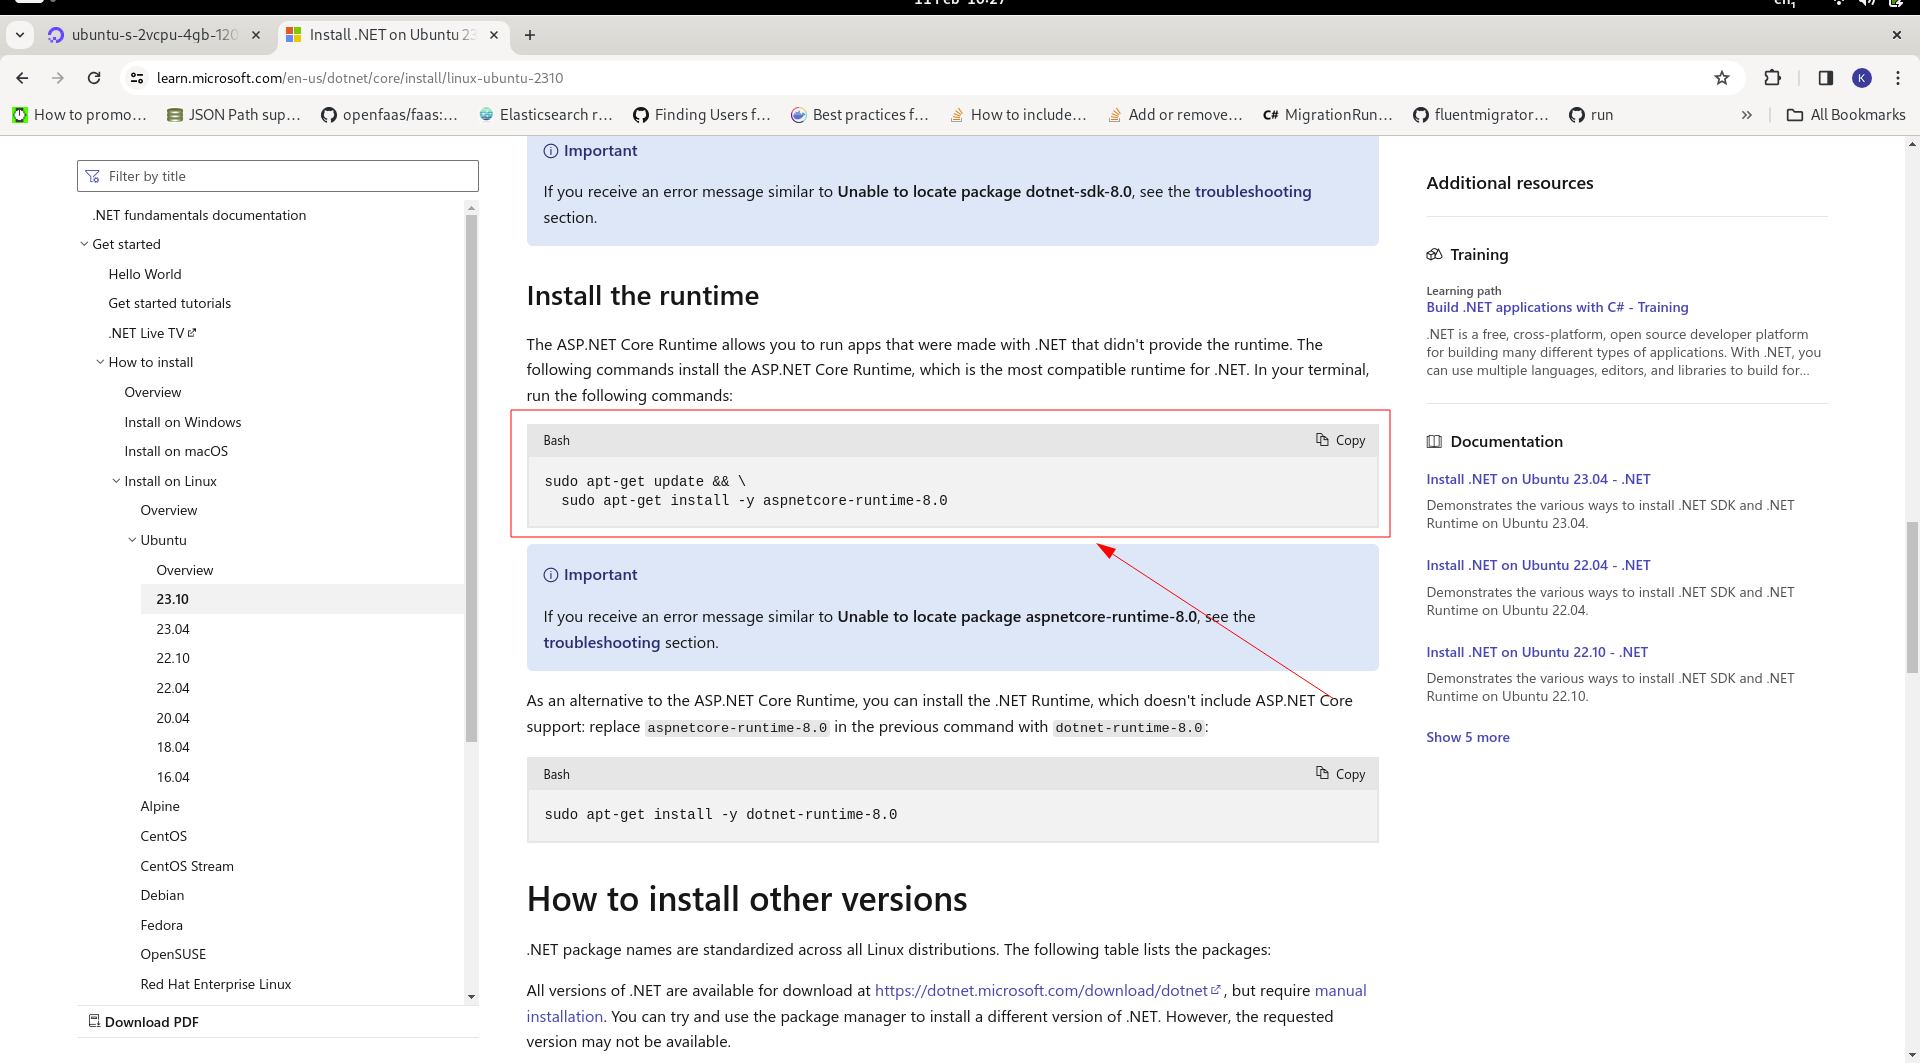 ubuntu-s-2vcpu-4gb-120
Install .NET on Ubuntu 23
learn.microsoft.com/en-us/dotnet/core/install/linux-ubuntu-2310
K
How to promo...
JSON Path sup...
openfaas/faas:...
Elasticsearch r...
Finding Users f...
Best practices f...
How to include...
Add or remove...
C# MigrationRun...
fluentmigrator...
run
All Bookmarks
Filter by title
.NET fundamentals documentation
Get started
Hello World
Get started tutorials
.NET Live TV
How to install
Overview
Install on Windows
Install on macOS
Install on Linux
Overview
Ubuntu
Overview
23.10
23.04
22.10
22.04
20.04
18.04
16.04
Alpine
CentOS
CentOS Stream
Debian
Fedora
OpenSUSE
Red Hat Enterprise Linux
Download PDF
Important
If you receive an error message similar to Unable to locate package dotnet-sdk-8.0, see the troubleshooting
section.
Install the runtime
The ASP.NET Core Runtime allows you to run apps that were made with .NET that didn't provide the runtime. The
following commands install the ASP.NET Core Runtime, which is the most compatible runtime for .NET. In your terminal,
run the following commands:
Bash
Copy
sudo apt-get update && \
sudo apt-get install -y aspnetcore-runtime-8.0
Important
If you receive an error message similar to Unable to locate package aspnetcore-runtime-8.0, see the
troubleshooting section.
As an alternative to the ASP.NET Core Runtime, you can install the .NET Runtime, which doesn't include ASP.NET Core
support: replace aspnetcore-runtime-8.0 in the previous command with dotnet-runtime-8.0:
Bash
Copy
sudo apt-get install -y dotnet-runtime-8.0
How to install other versions
.NET package names are standardized across all Linux distributions. The following table lists the packages:
All versions of .NET are available for download at https://dotnet.microsoft.com/download/dotnet, but require manual
installation. You can try and use the package manager to install a different version of .NET. However, the requested
version may not be available.
Additional resources
Training
Learning path
Build .NET applications with C# - Training
.NET is a free, cross-platform, open source developer platform
for building many different types of applications. With .NET, you
can use multiple languages, editors, and libraries to build for...
Documentation
Install .NET on Ubuntu 23.04 - .NET
Demonstrates the various ways to install .NET SDK and .NET
Runtime on Ubuntu 23.04.
Install .NET on Ubuntu 22.04 - .NET
Demonstrates the various ways to install .NET SDK and .NET
Runtime on Ubuntu 22.04.
Install .NET on Ubuntu 22.10 - .NET
Demonstrates the various ways to install .NET SDK and .NET
Runtime on Ubuntu 22.10.
Show 5 more